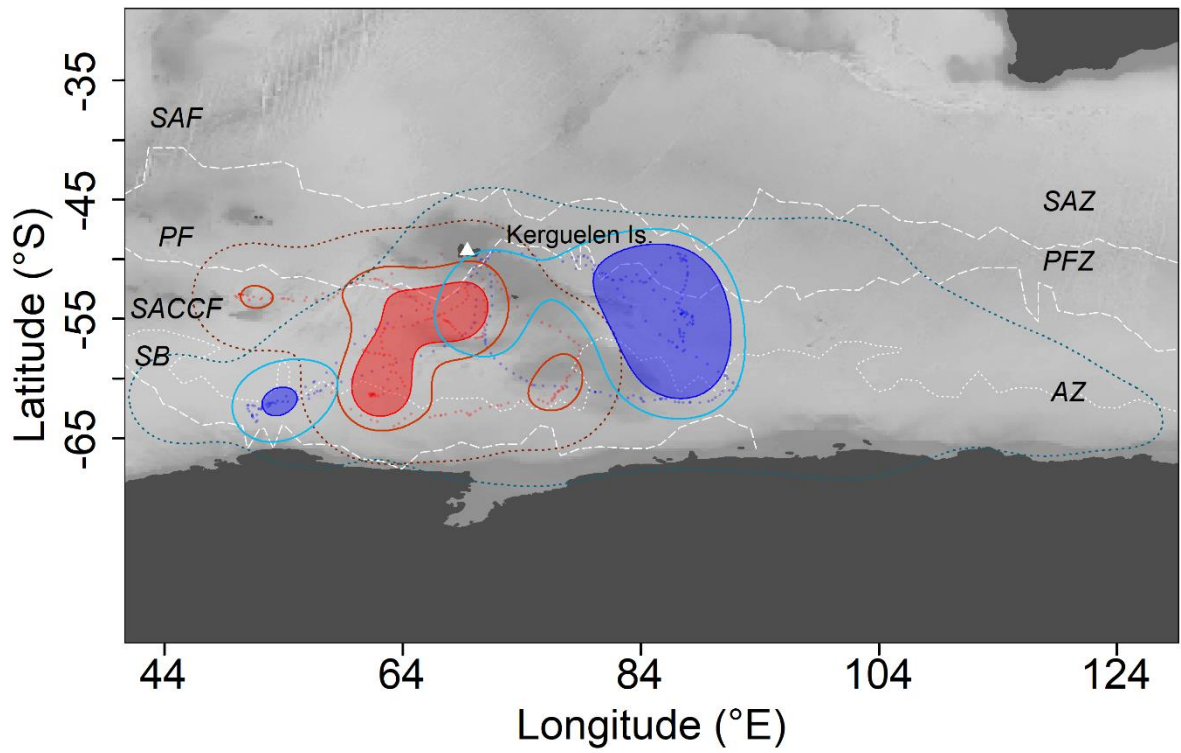 -35
-45
-55
-65
Latitude (°S)
SAF
PF
SACCF
SB
Kerguelen Is.
SAZ
PFZ
AZ
44
64
84
104
124
Longitude (°E)